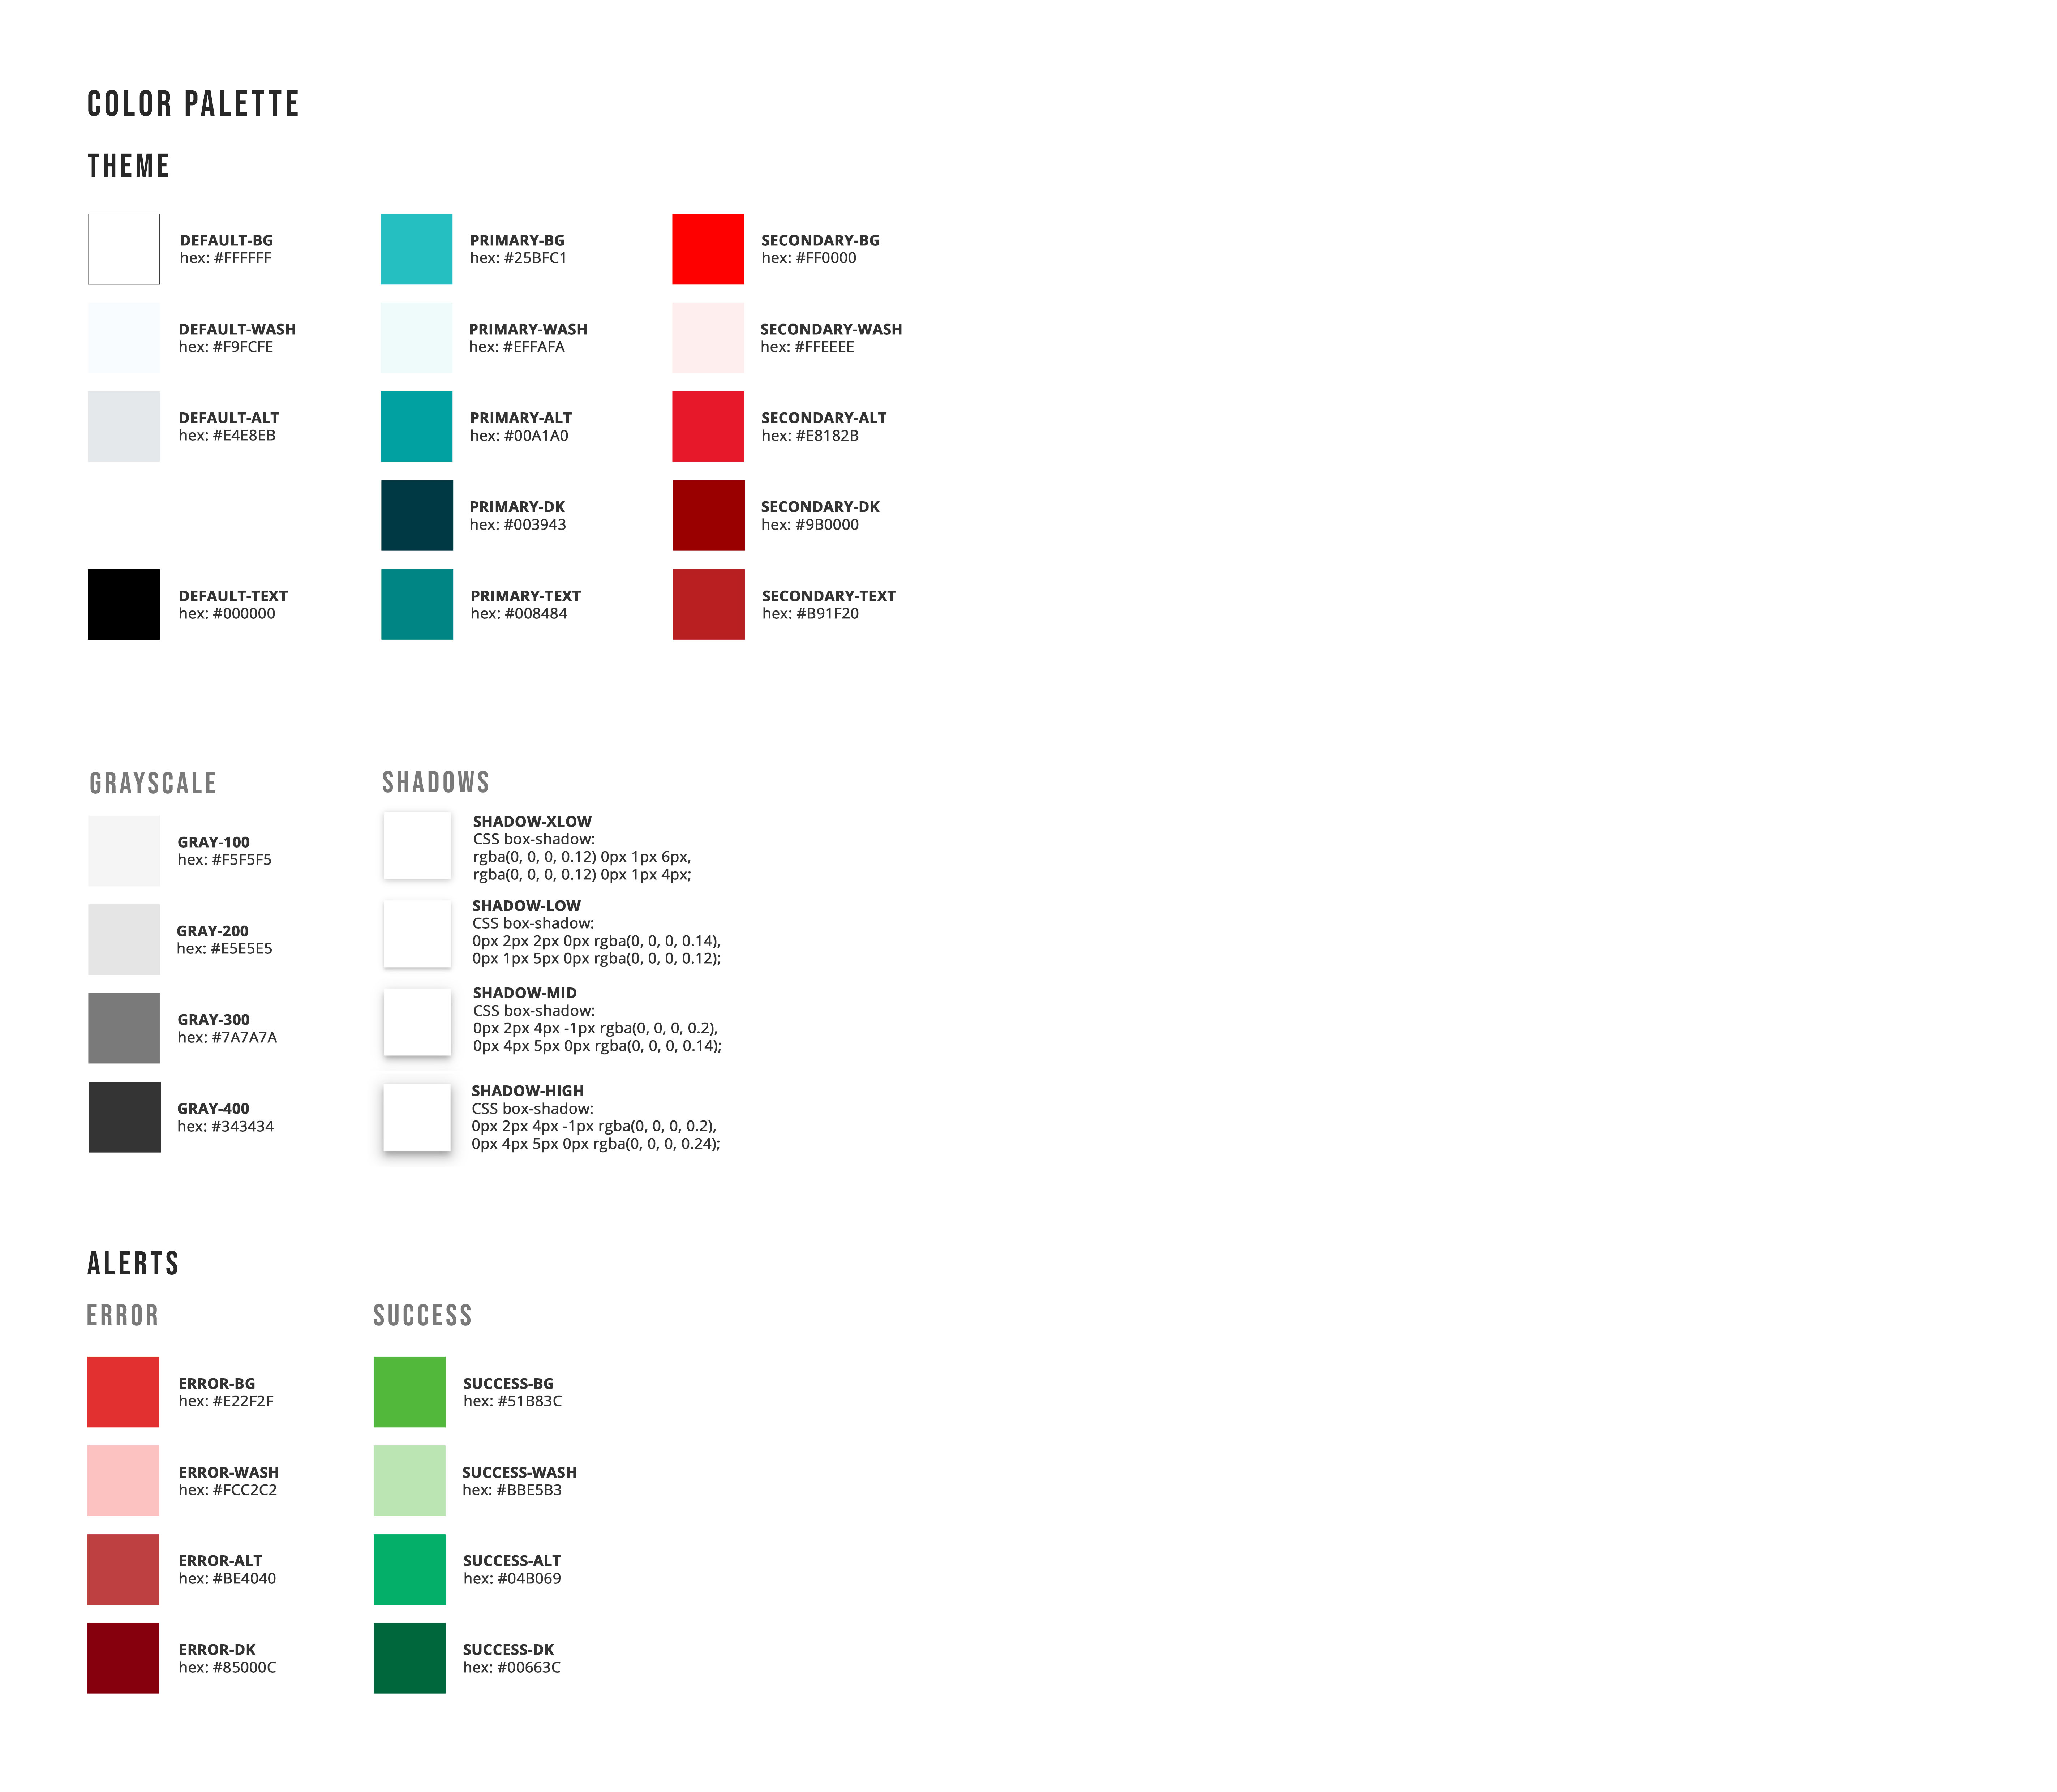 COLOR PALETTE
THEME
DEFAULT-BG
hex: #FFFFFF
PRIMARY-BG
hex: #25BFC1
SECONDARY-BG
hex: #FF0000
DEFAULT-WASH
hex: #F9FCFE
PRIMARY-WASH
hex: #EFFAFA
SECONDARY-WASH
hex: #FFEEEE
DEFAULT-ALT
hex: #E4E8EB
PRIMARY-ALT
hex: #00A1A0
SECONDARY-ALT
hex: #E8182B
PRIMARY-DK
hex: #003943
SECONDARY-DK
hex: #9B0000
DEFAULT-TEXT
hex: #000000
PRIMARY-TEXT
hex: #008484
SECONDARY-TEXT
hex: #B91F20
GRAYSCALE
GRAY-100
hex: #F5F5F5
GRAY-200
hex: #E5E5E5
GRAY-300
hex: #7A7A7A
GRAY-400
hex: #343434
SHADOWS
SHADOW-XLOW
CSS box-shadow:
rgba(0, 0, 0, 0.12) 0px 1px 6px,
rgba(0, 0, 0, 0.12) 0px 1px 4px;
SHADOW-LOW
CSS box-shadow:
0px 2px 2px 0px rgba(0, 0, 0, 0.14),
0px 1px 5px 0px rgba(0, 0, 0, 0.12);
SHADOW-MID
CSS box-shadow:
0px 2px 4px -1px rgba(0, 0, 0, 0.2),
0px 4px 5px 0px rgba(0, 0, 0, 0.14);
SHADOW-HIGH
CSS box-shadow:
0px 2px 4px -1px rgba(0, 0, 0, 0.2),
0px 4px 5px 0px rgba(0, 0, 0, 0.24);
ALERTS
ERROR
ERROR-BG
hex: #E22F2F
ERROR-WASH
hex: #FCC2C2
ERROR-ALT
hex: #BE4040
ERROR-DK
hex: #85000C
SUCCESS
SUCCESS-BG
hex: #51B83C
SUCCESS-WASH
hex: #BBE5B3
SUCCESS-ALT
hex: #04B069
SUCCESS-DK
hex: #00663C